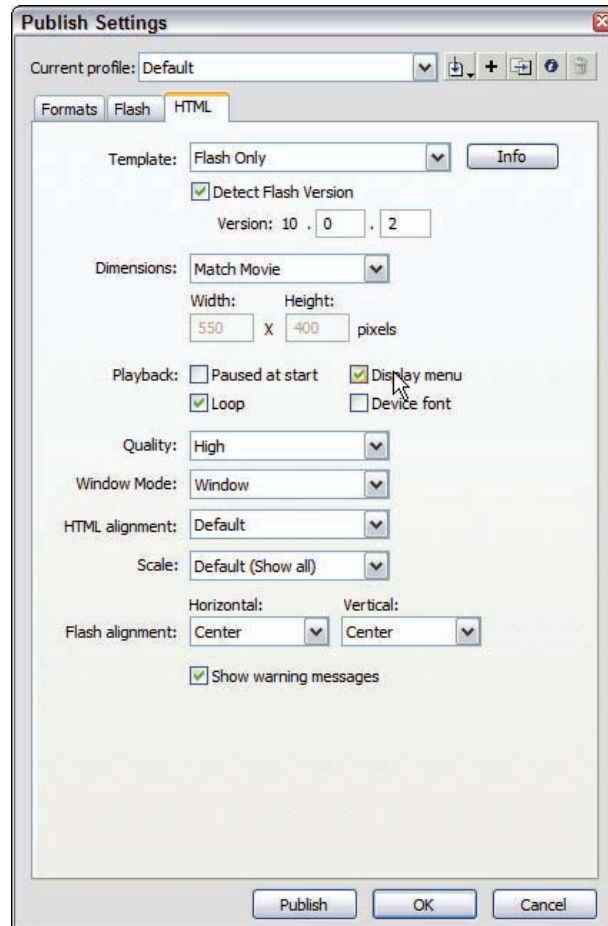 Publish Settings
Current profile: Default
Formats Flash HTML
Template: Flash Only Info
Detect Flash Version
Version: 10 . 0 . 2
Dimensions: Match Movie
Width: Height:
550 X 400 pixels
Playback: Paused at start Display menu
Loop Device font
Quality: High
Window Mode: Window
HTML alignment: Default
Scale: Default (Show all)
Horizontal: Vertical:
Flash alignment: Center Center
Show warning messages
Publish OK Cancel